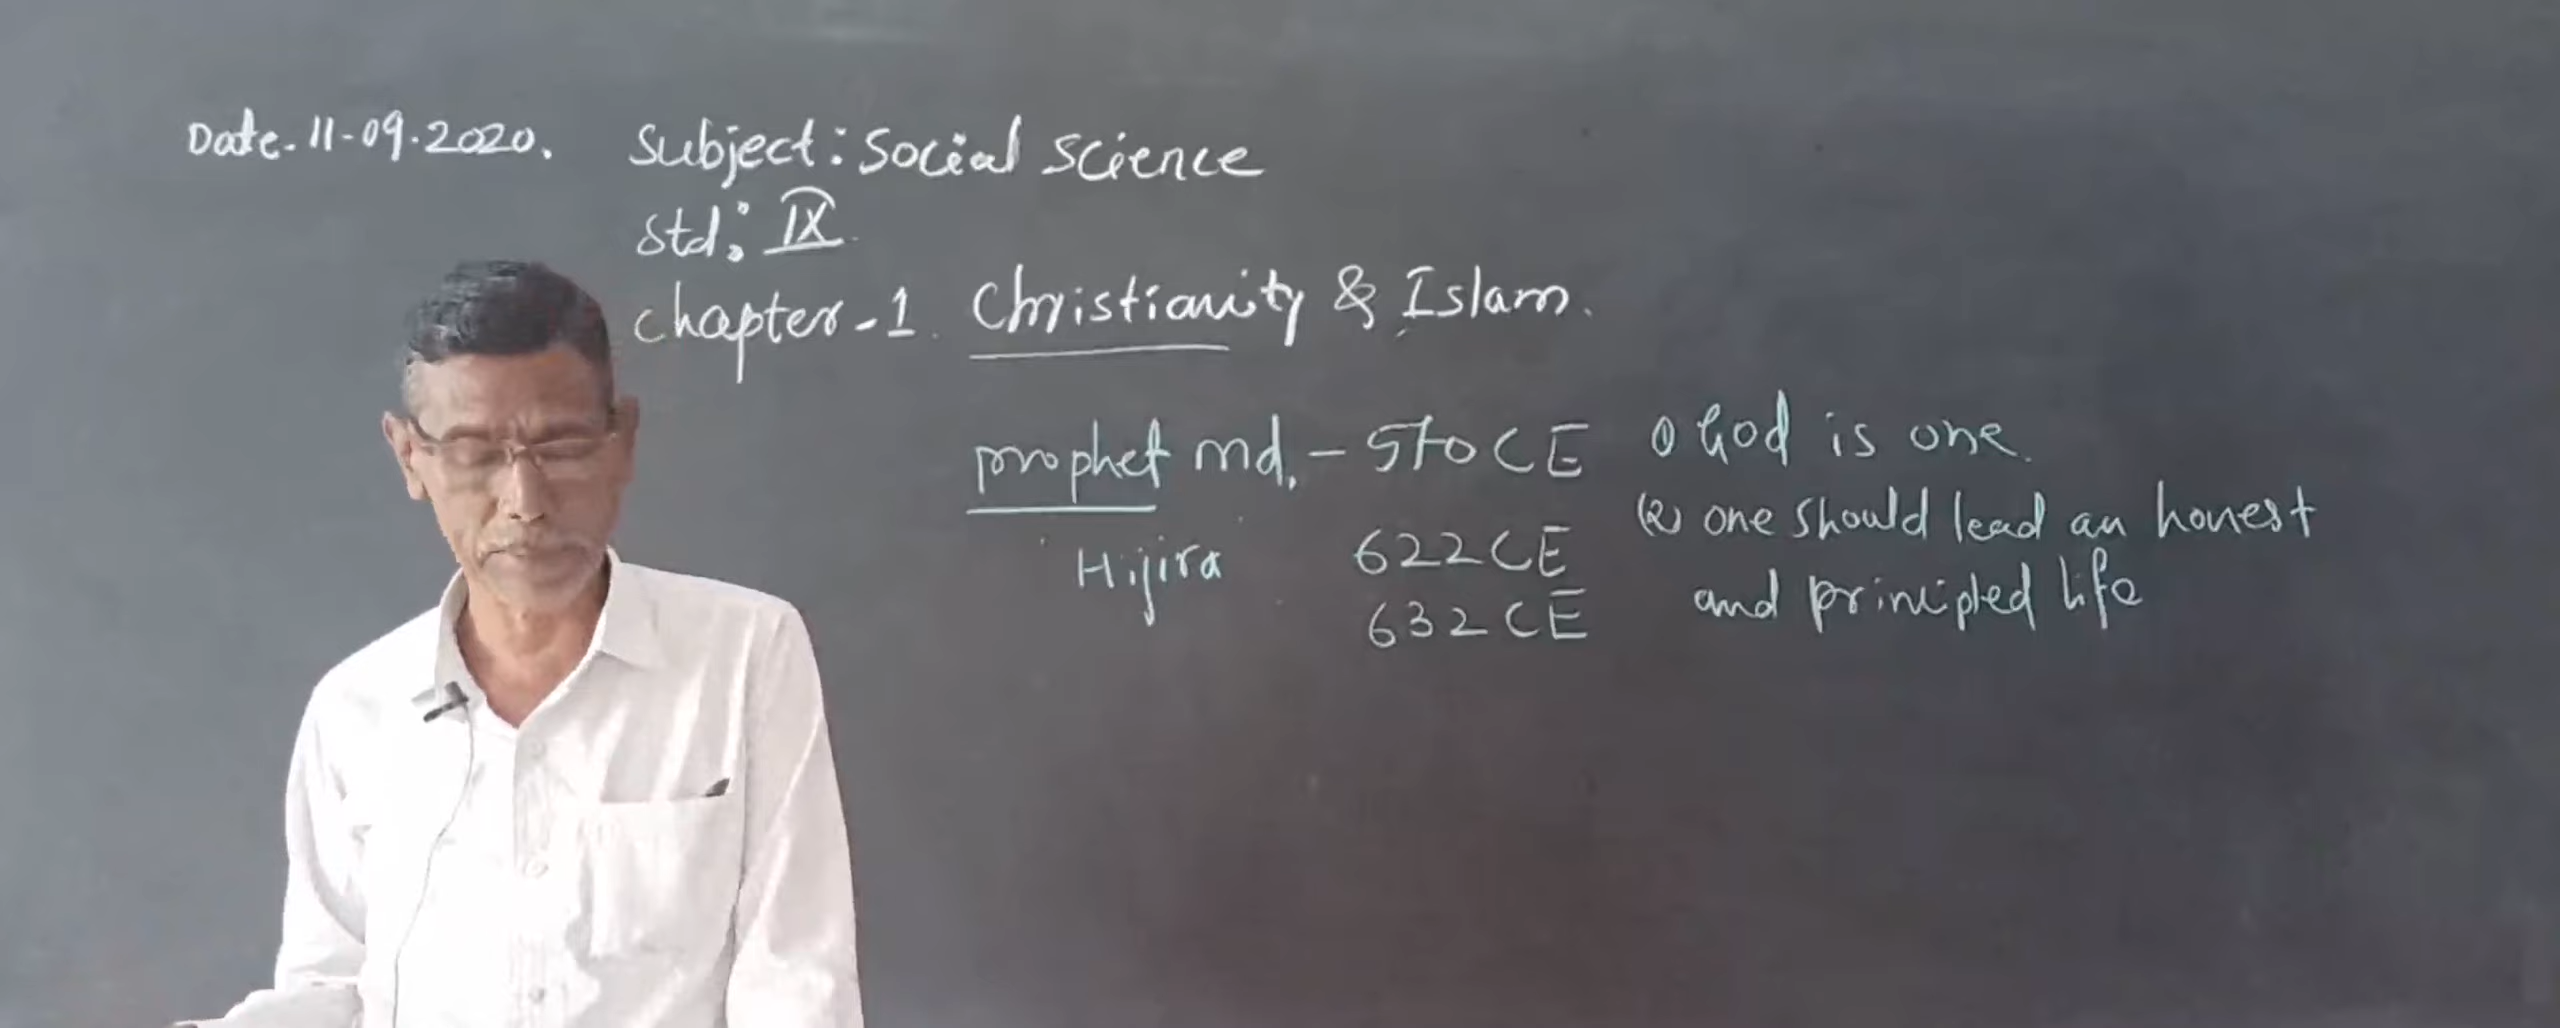 Date. 11-09.2020.
Subject: Social Science
Std: IX
Chapter-1. Christianity & Islam.
prophet md. - 570 CE
Hijira 622 CE
632 CE
① God is one.
(2) one should lead an honest
and principled life